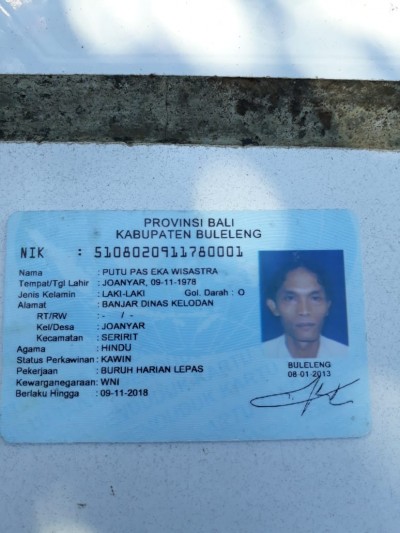 PROVINSI BALI
KABUPATEN BULELENG
NIK : 5108020911780001
Nama : PUTU PAS EKA WISASTRA
Tempat/Tgl Lahir : JOANYAR, 09-11-1978
Jenis Kelamin : LAKI-LAKI Gol. Darah : O
Alamat : BANJAR DINAS KELODAN
RT/RW : - / -
Kel/Desa : JOANYAR
Kecamatan : SERIRIT
Agama : HINDU
Status Perkawinan : KAWIN
Pekerjaan : BURUH HARIAN LEPAS
Kewarganegaraan : WNI
Berlaku Hingga : 09-11-2018
BULELENG
08-01-2013